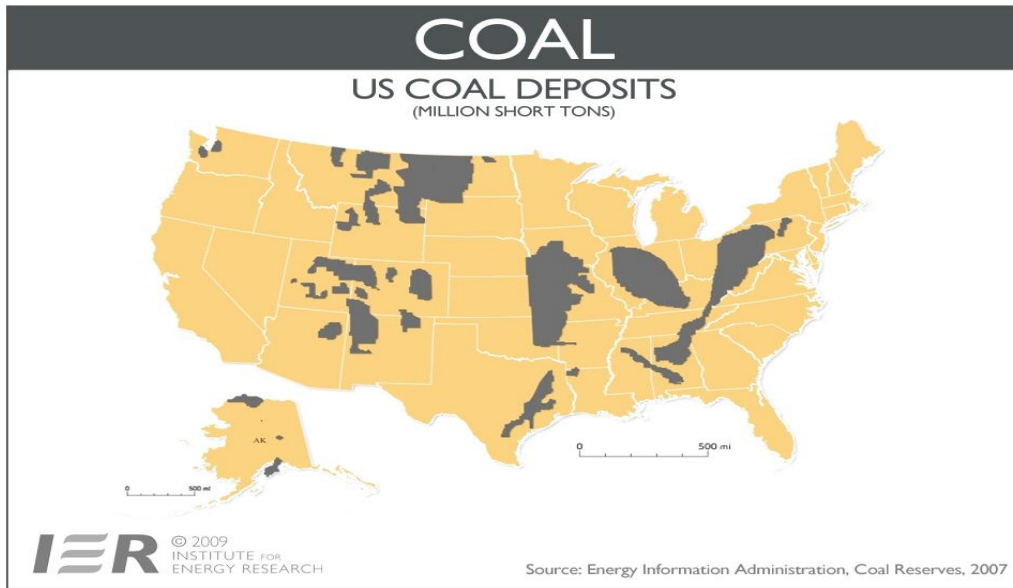 COAL
US COAL DEPOSITS
(MILLION SHORT TONS)
AK
0 500 mi
0 500 mi
IER
© 2009
INSTITUTE FOR
ENERGY RESEARCH
Source: Energy Information Administration, Coal Reserves, 2007